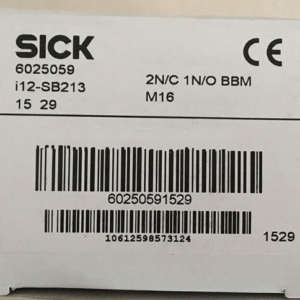 SICK
CE
6025059
i12-SB213
2N/C 1N/O BBM
15 29
M16
60250591529
10612598573124
1529